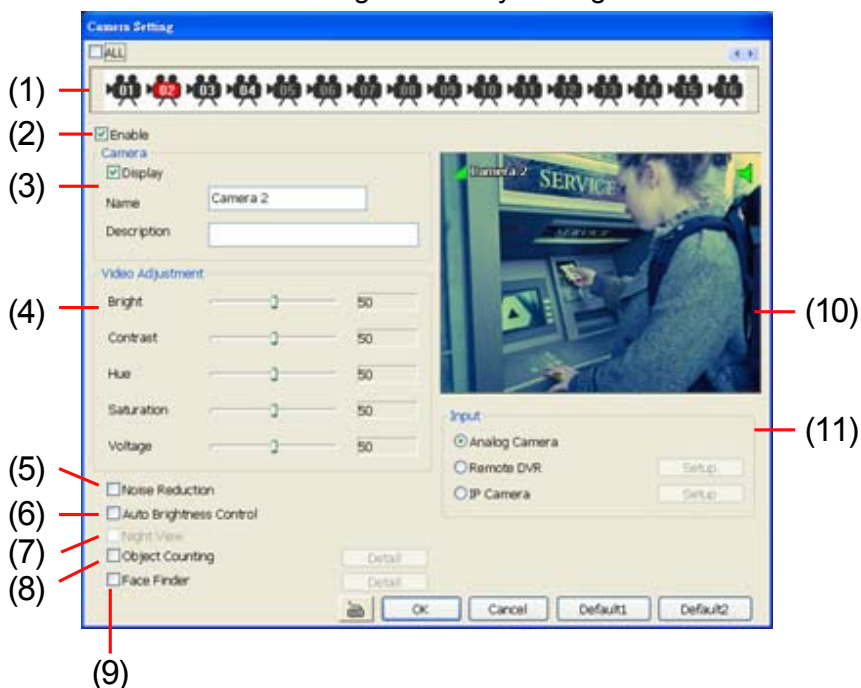 Camera Setting
ALL
(1)
01 02 03 04 05 06 07 08 09 10 11 12 13 14 15 16
(2)
Enable
Camera
(3)
Display
Name Camera 2
Description
Camera 2
SERVICE
SERVICE
Video Adjustment
(4)
Bright 50
(10)
Contrast 50
Hue 50
Saturation 50
Voltage 50
Input
(11)
Analog Camera
Remote DVR Setup
IP Camera Setup
(5)
Noise Reduction
(6)
Auto Brightness Control
(7)
Night View
(8)
Object Counting Detail
Face Finder Detail
OK Cancel Default1 Default2
(9)